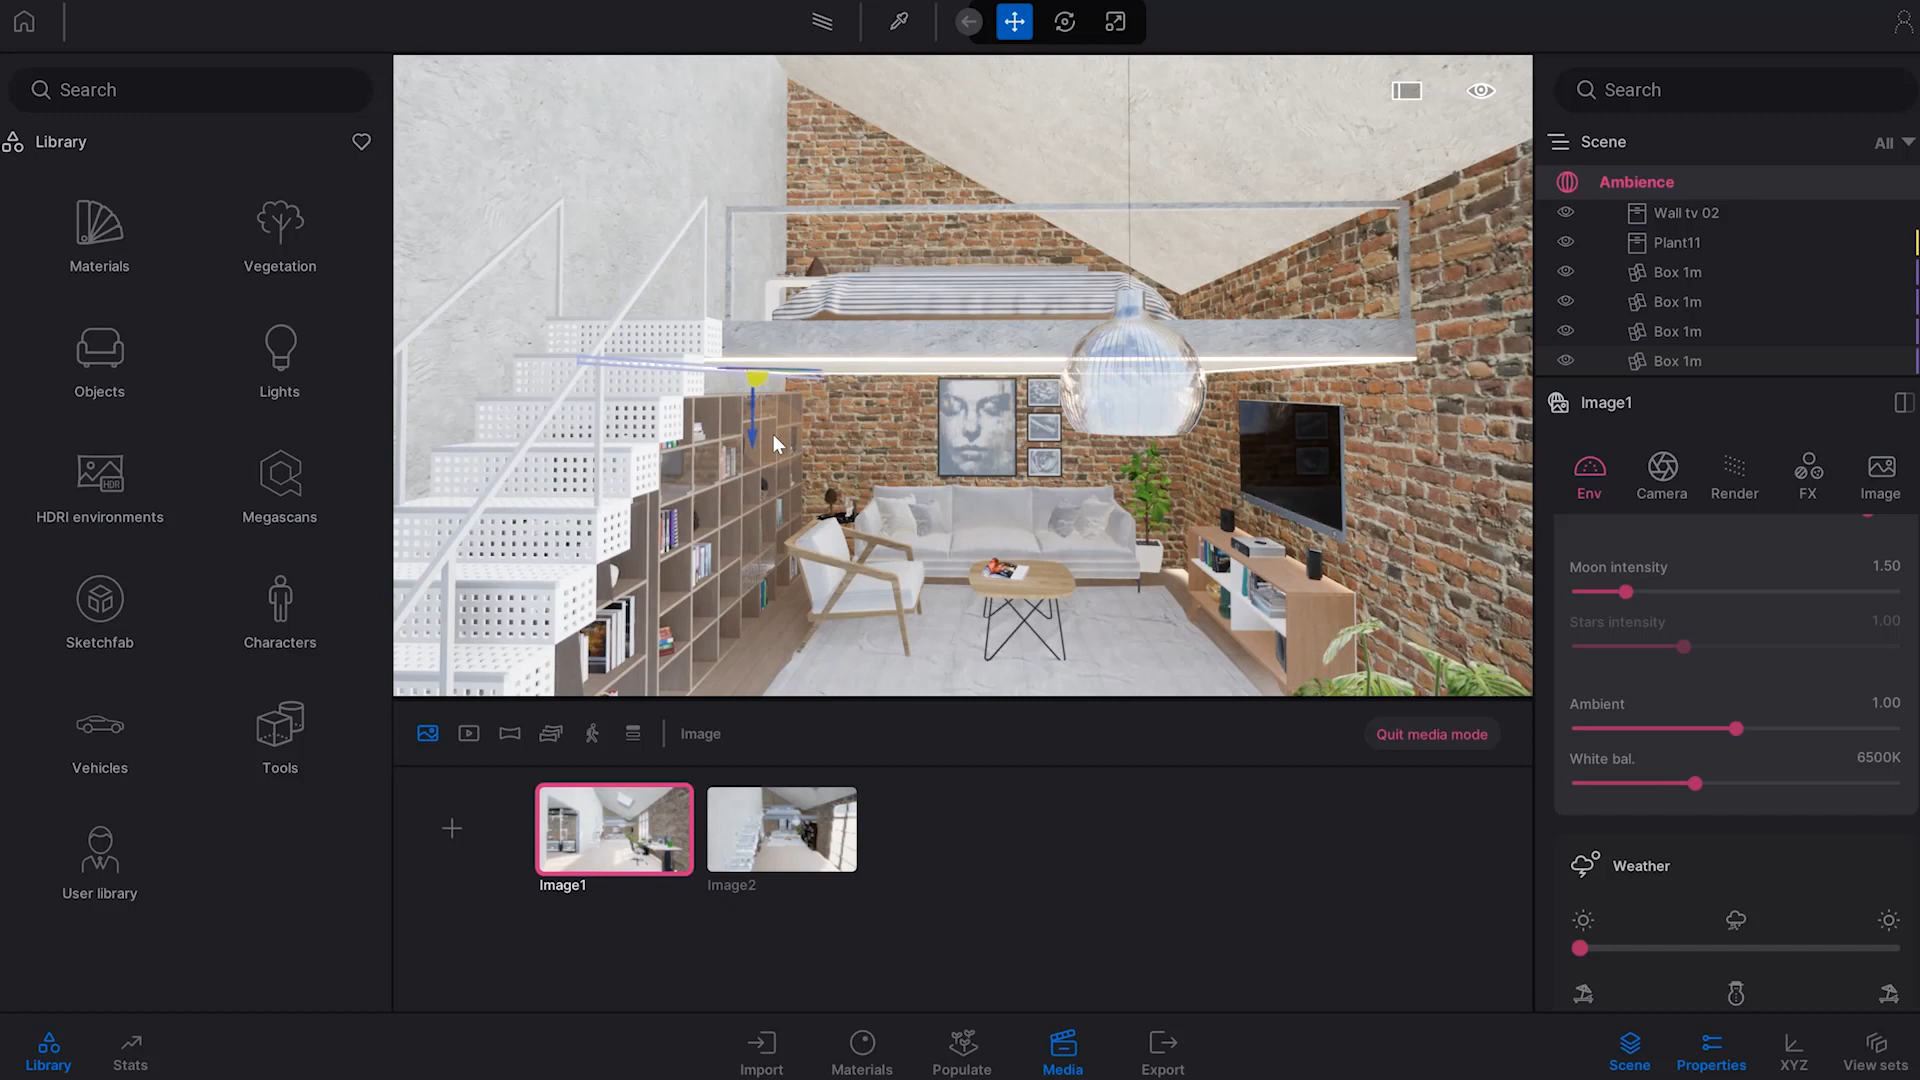 Search
Library
Materials
Vegetation
Objects
Lights
HDR
HDRI environments
Megascans
Sketchfab
Characters
Vehicles
Tools
User library
Image
Quit media mode
Image1
Image2
Search
Scene
All
Ambience
Wall tv 02
Plant11
Box 1m
Box 1m
Box 1m
Box 1m
Image1
Env
Camera
Render
FX
Image
Moon intensity
1.50
Stars intensity
1.00
Ambient
1.00
White bal.
6500K
Weather
Library
Stats
Import
Materials
Populate
Media
Export
Scene
Properties
XYZ
View sets